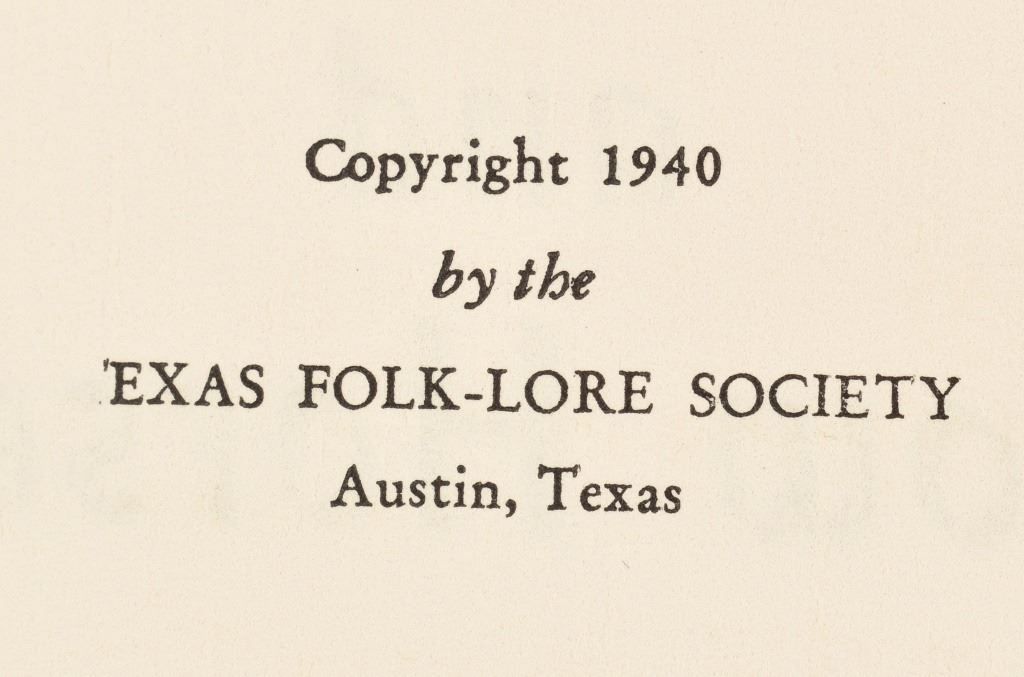 Copyright 1940
by the
'EXAS FOLK-LORE SOCIETY
Austin, Texas